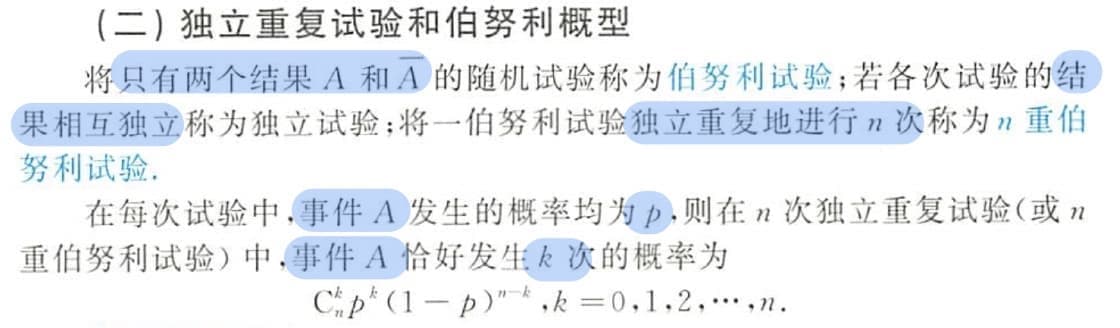 (二) 独立重复试验和伯努利概型
将只有两个结果 A 和 A̅ 的随机试验称为伯努利试验;若各次试验的结
果相互独立称为独立试验;将一伯努利试验独立重复地进行 n 次称为 n 重伯
努利试验.
在每次试验中,事件 A 发生的概率均为 p,则在 n 次独立重复试验(或 n
重伯努利试验)中,事件 A 恰好发生 k 次的概率为
C_n^k p^k (1-p)^{n-k}, k=0,1,2,⋯,n.